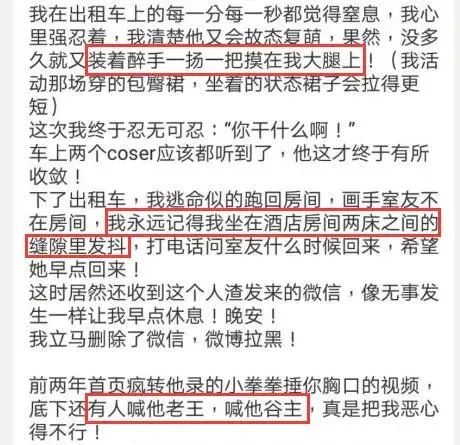 我在出租车上的每一分每一秒都觉得窒息，我心
里强忍着，我清楚他又会故态复萌，果然，没多
久就又装着醉手一扬一把摸在我大腿上！（我活
动那场穿的包臀裙，坐着的状态裙子会拉得更
短）
这次我终于忍无可忍：“你干什么啊！”
车上两个coser应该都听到了，他这才终于有所
收敛！
下了出租车，我逃命似的跑回房间，画手室友不
在房间，我永远记得我坐在酒店房间两床之间的
缝隙里发抖，打电话问室友什么时候回来，希望
她早点回来！
这时居然还收到这个人渣发来的微信，像无事发
生一样让我早点休息！晚安！
我立马删除了微信，微博拉黑！
前两年首页疯转他录的小拳拳捶你胸口的视频，
底下还有人喊他老王，喊他谷主，真是把我恶心
得不行！